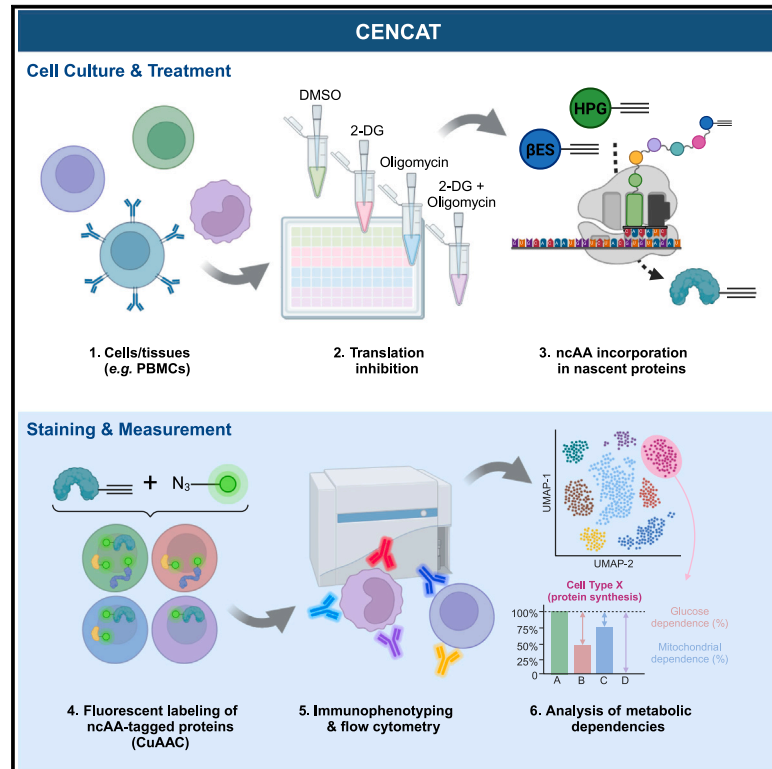 CENCAT
Cell Culture & Treatment
DMSO
2-DG
Oligomycin
2-DG +
Oligomycin
HPG
βES
1. Cells/tissues
(e.g. PBMCs)
2. Translation
inhibition
3. ncAA incorporation
in nascent proteins
Staining & Measurement
+ N3
UMAP-1
UMAP-2
Cell Type X
(protein synthesis)
100%
75%
50%
25%
0
A B C D
Glucose
dependence (%)
Mitochondrial
dependence (%)
4. Fluorescent labeling of
ncAA-tagged proteins
(CuAAC)
5. Immunophenotyping
& flow cytometry
6. Analysis of metabolic
dependencies